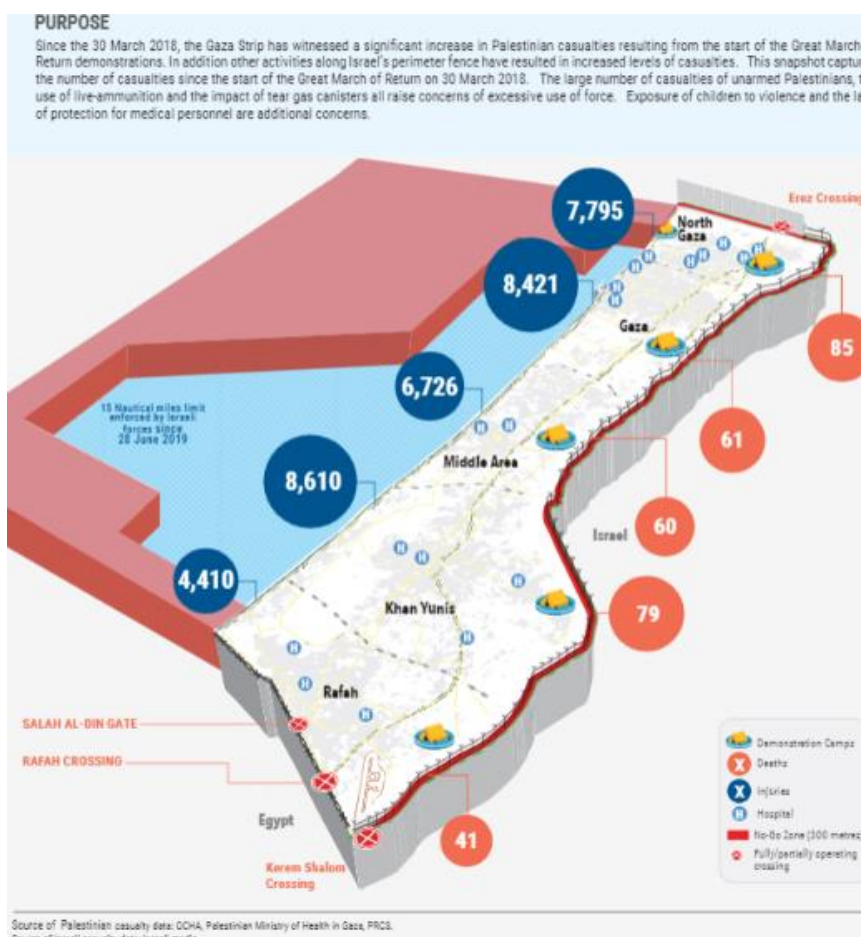 PURPOSE
Since the 30 March 2018, the Gaza Strip has witnessed a significant increase in Palestinian casualties resulting from the start of the Great March
Return demonstrations. In addition other activities along Israel's perimeter fence have resulted in increased levels of casualties. This snapshot captur
the number of casualties since the start of the Great March of Return on 30 March 2018. The large number of casualties of unarmed Palestinians, t
use of live-ammunition and the impact of tear gas canisters all raise concerns of excessive use of force. Exposure of children to violence and the la
of protection for medical personnel are additional concerns.
Erez Crossing
7,795
North
Gaza
8,421
Gaza
85
6,726
61
15 Nautical miles limit
enforced by Israeli
forces since
28 June 2019
Middle Area
8,610
60
Israel
4,410
79
Khan Yunis
Rafah
SALAH AL-DIN GATE
RAFAH CROSSING
Egypt
41
Kerem Shalom
Crossing
Demonstration Camps
X Deaths
X Injuries
H Hospital
No-Go Zone (300 metres)
Fully/partially operating
crossing
Source of Palestinian casualty data: OCHA, Palestinian Ministry of Health in Gaza, PRCS.